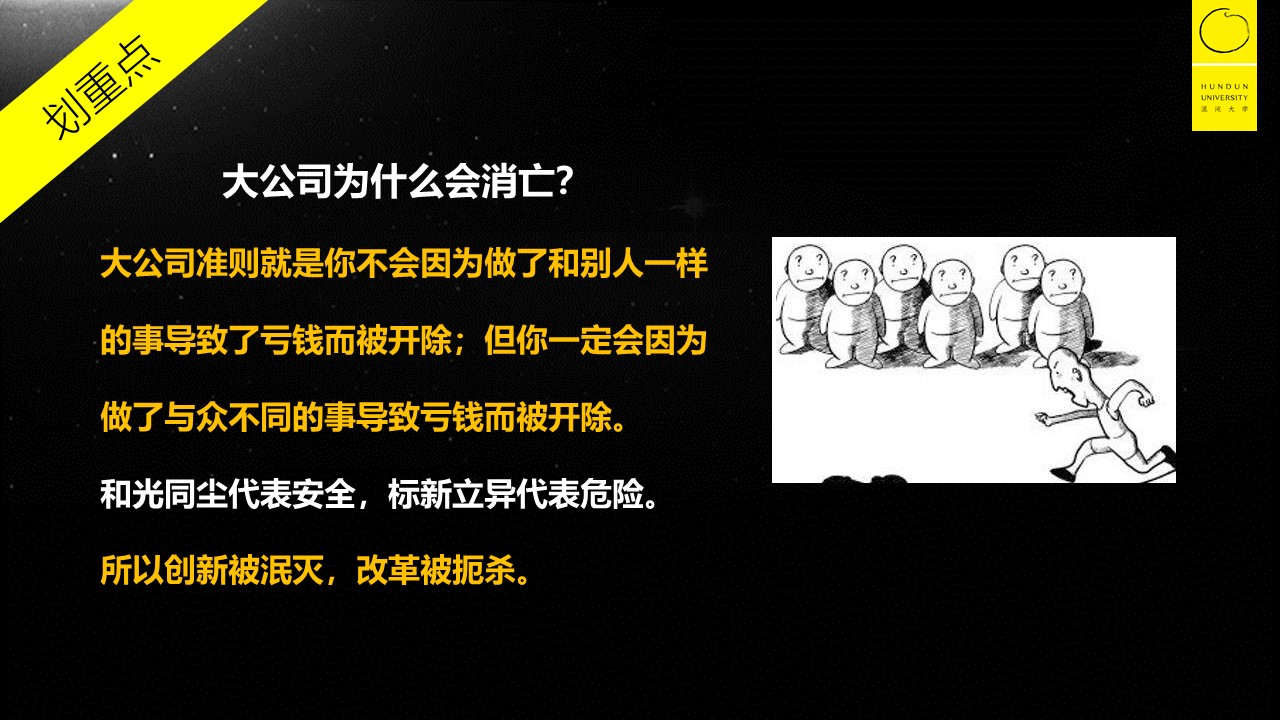 划重点
HUNDUN
UNIVERSITY
混沌大学
大公司为什么会消亡？
大公司准则就是你不会因为做了和别人一样
的事导致了亏钱而被开除；但你一定会因为
做了与众不同的事导致亏钱而被开除。
和光同尘代表安全，标新立异代表危险。
所以创新被泯灭，改革被扼杀。